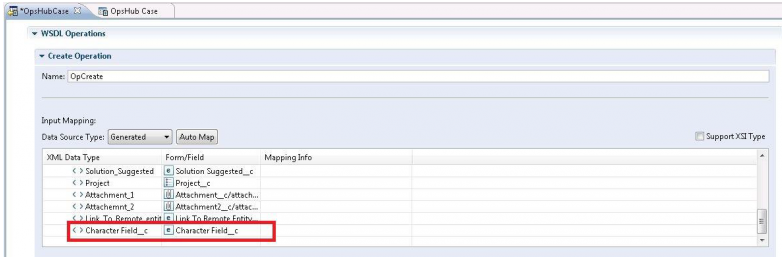 *OpsHubCase OpsHub Case
WSDL Operations
Create Operation
Name: OpCreate
Input Mapping:
Data Source Type: Generated Auto Map Support XSI Type
XML Data Type Form/Field Mapping Info
Solution_Suggested Solution Suggested__c
Project Project__c
Attachment_1 Attachment__c/attach...
Attachemnt_2 Attachment2__c/attac...
Link_To_Remote_entit Link To Remote Entity...
Character Field__c Character Field__c